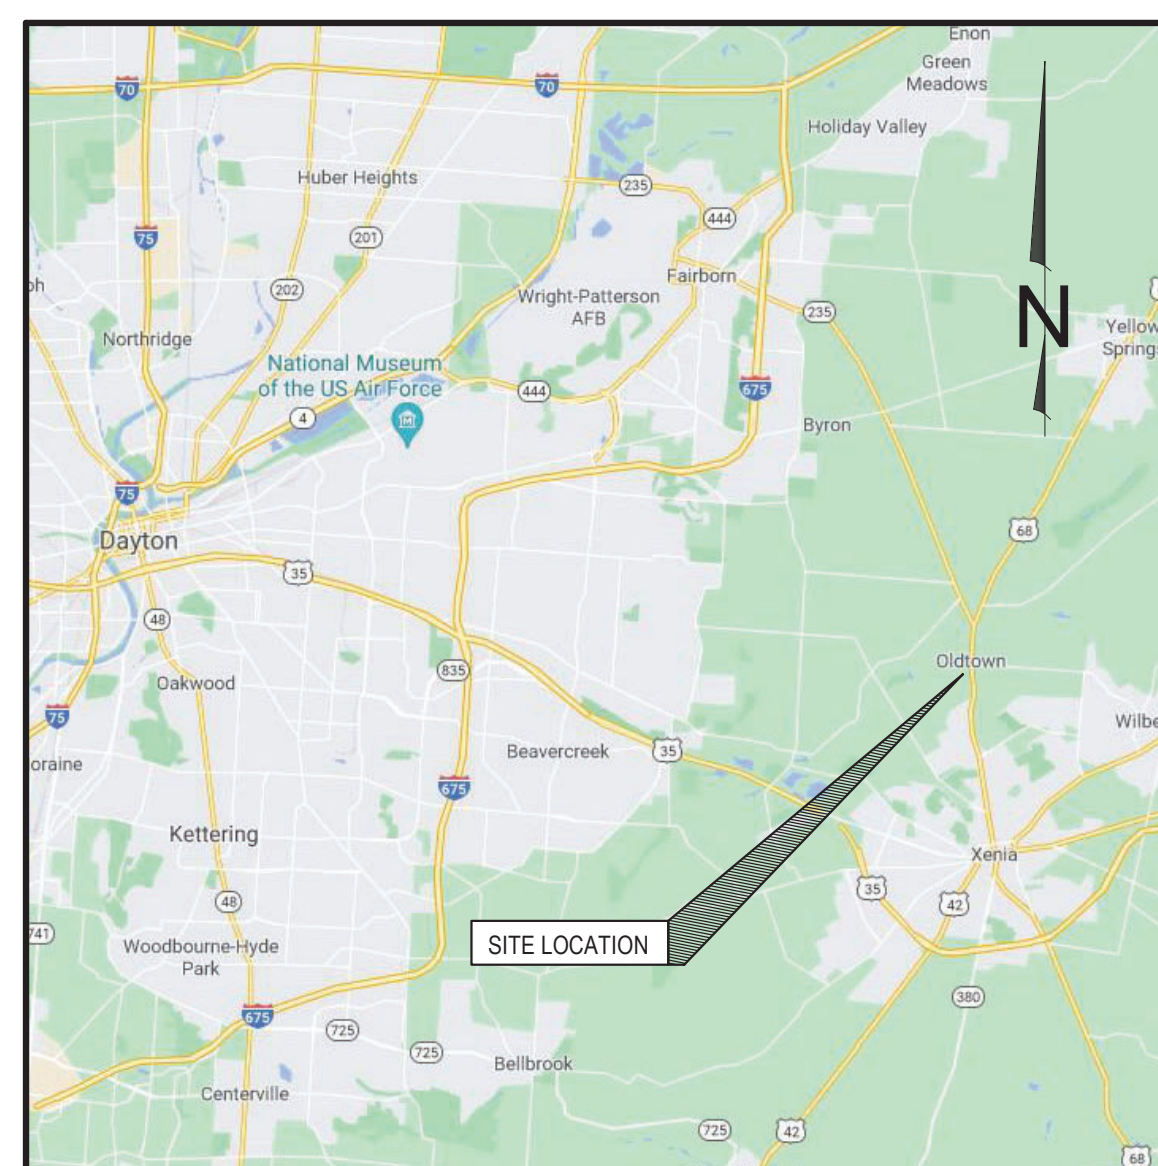 Enon
Green
Meadows
70
70
Holiday Valley
Huber Heights
235
444
75
201
Fairborn
202
Wright-Patterson
AFB
235
N
Northridge
Yellow
Springs
National Museum
of the US Air Force
444
675
4
Byron
75
68
Dayton
35
48
Oldtown
835
Oakwood
75
Wilbe
35
Beavercreek
oraine
675
Kettering
Xenia
35
48
42
741
Woodbourne-Hyde
Park
SITE LOCATION
380
675
725
725
Bellbrook
Centerville
725
42
68